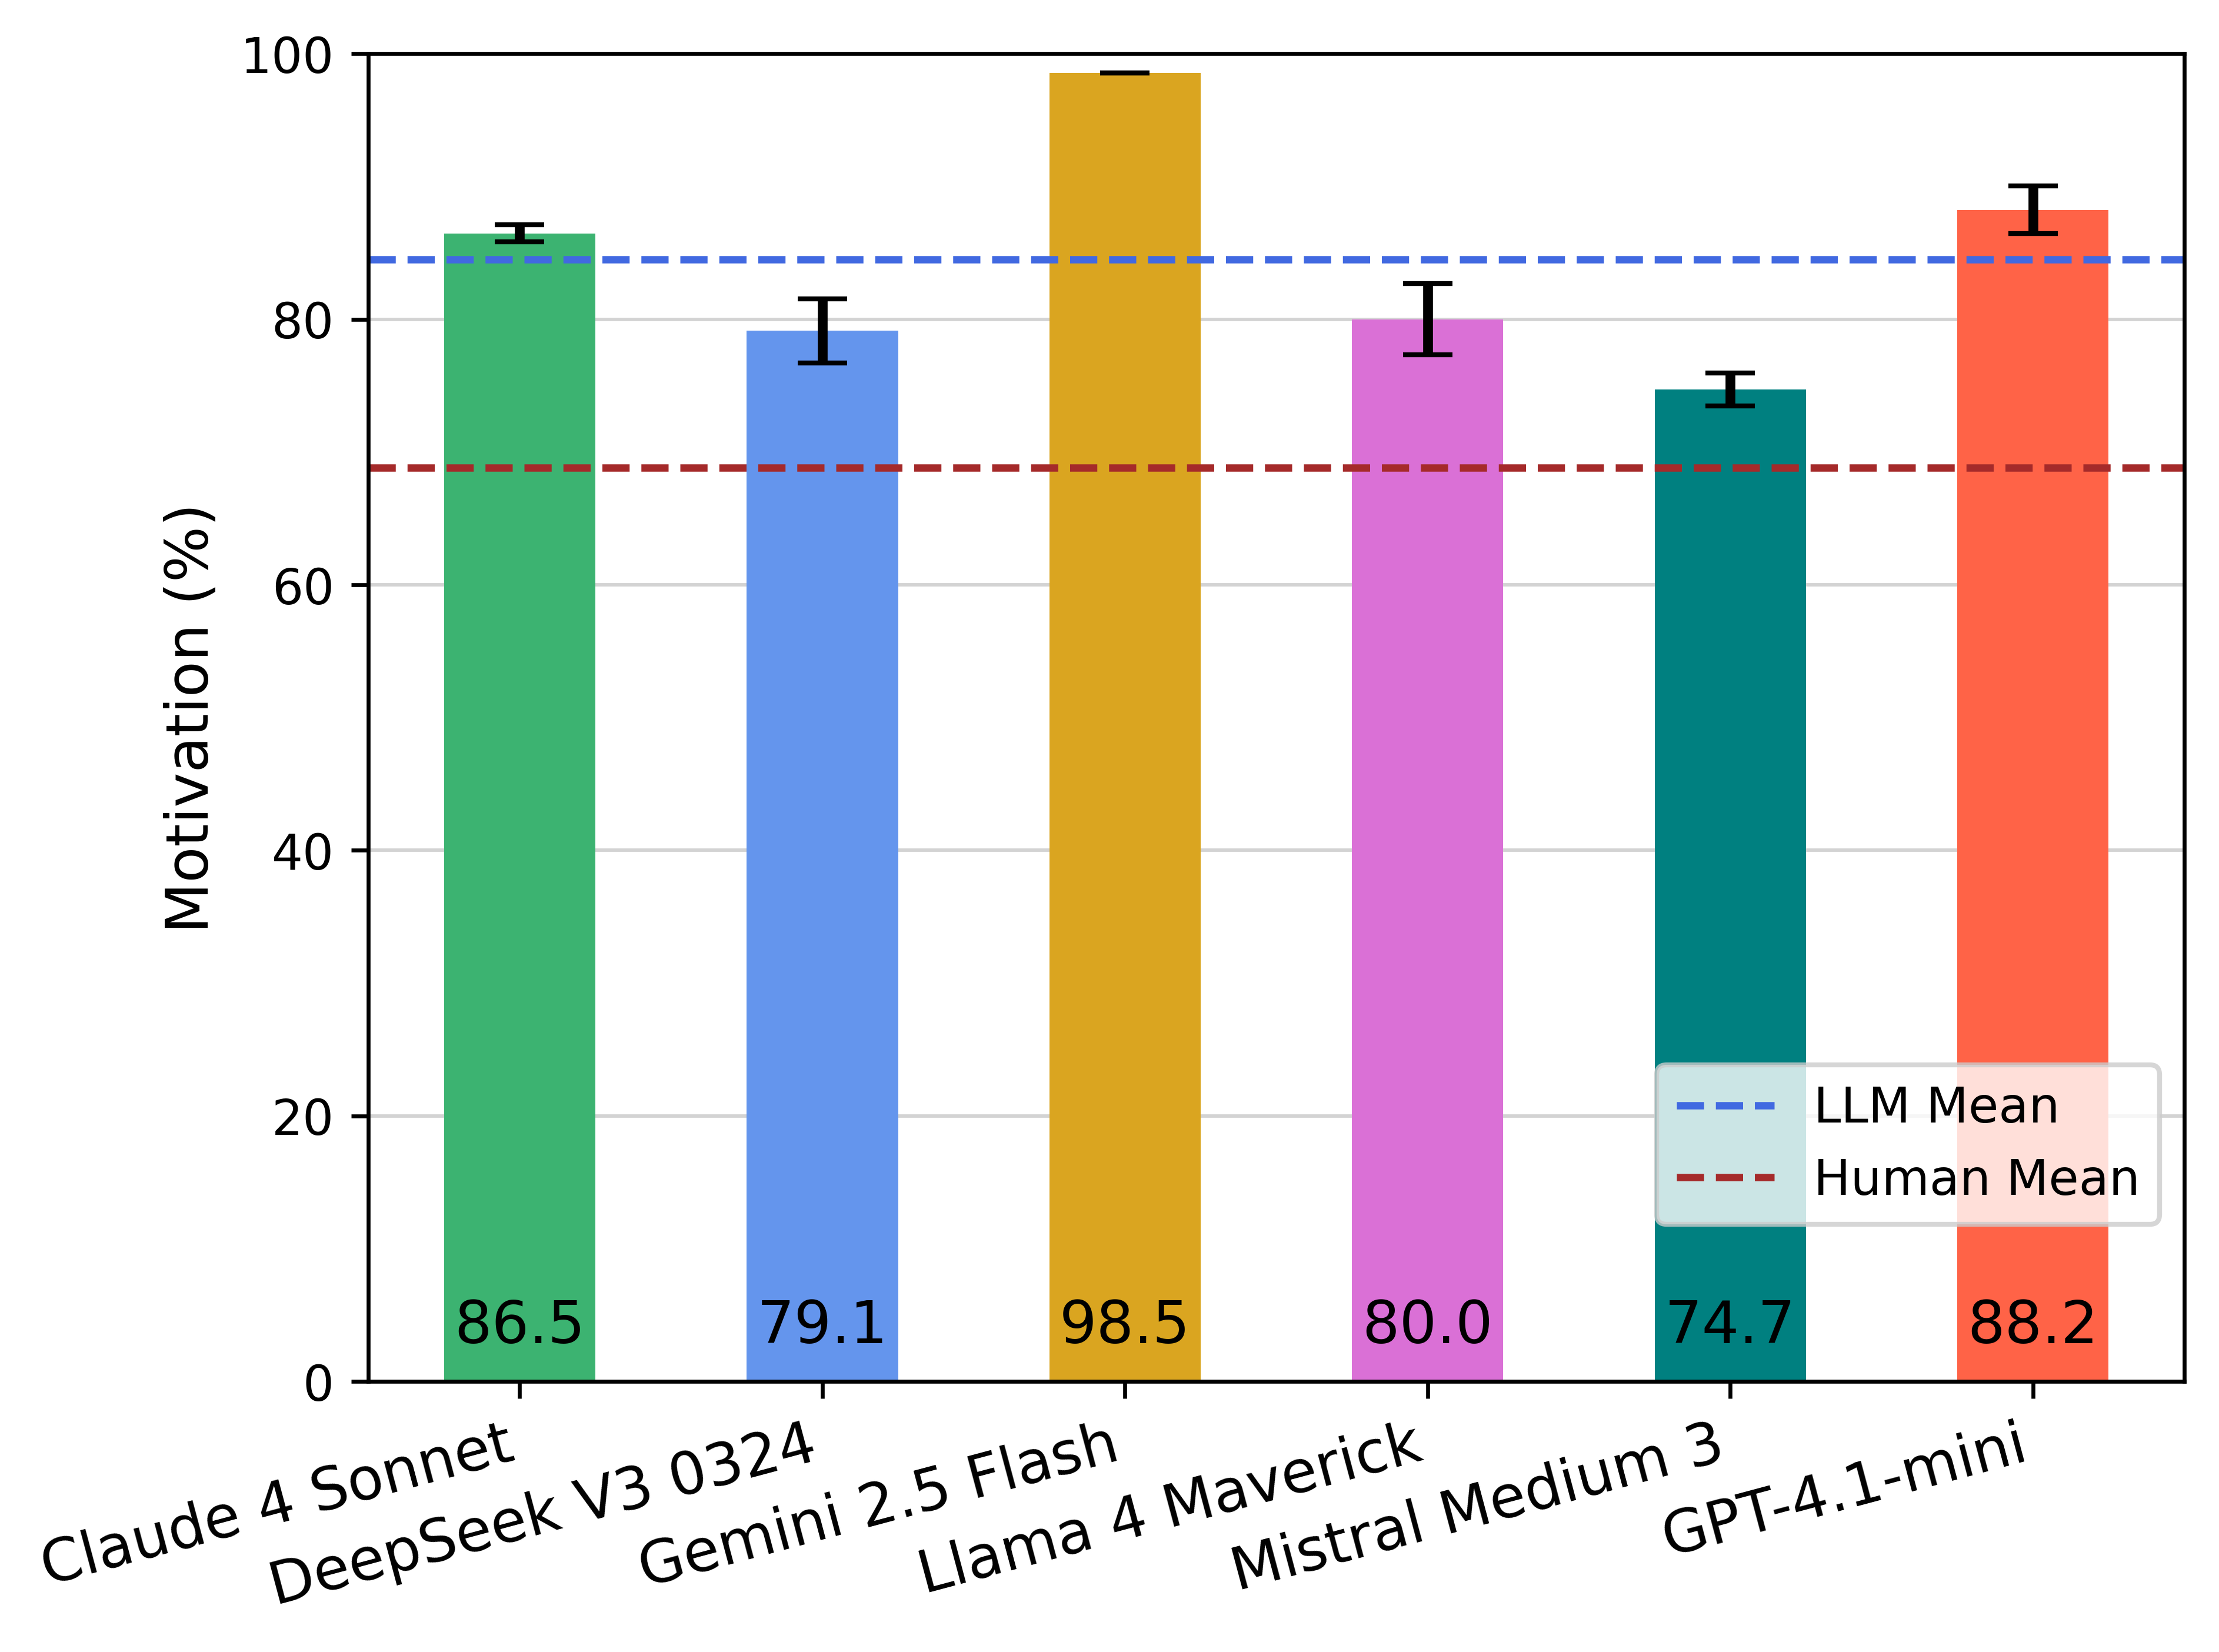 Motivation (%)
100
80
60
40
20
0
LLM Mean
Human Mean
86.5
79.1
98.5
80.0
74.7
88.2
Claude 4 Sonnet
DeepSeek V3 0324
Gemini 2.5 Flash
Llama 4 Maverick
Mistral Medium 3
GPT-4.1-mini